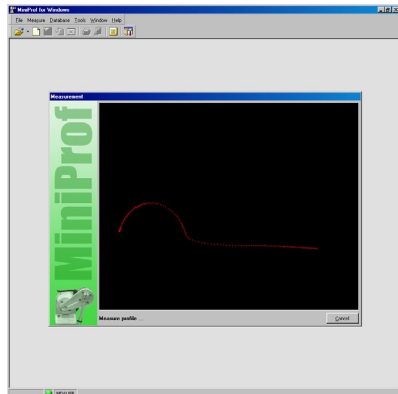 MiniProf for Windows
File Measure Database Tools Window Help
Measurement
MiniProf
Measure profile ...
Cancel